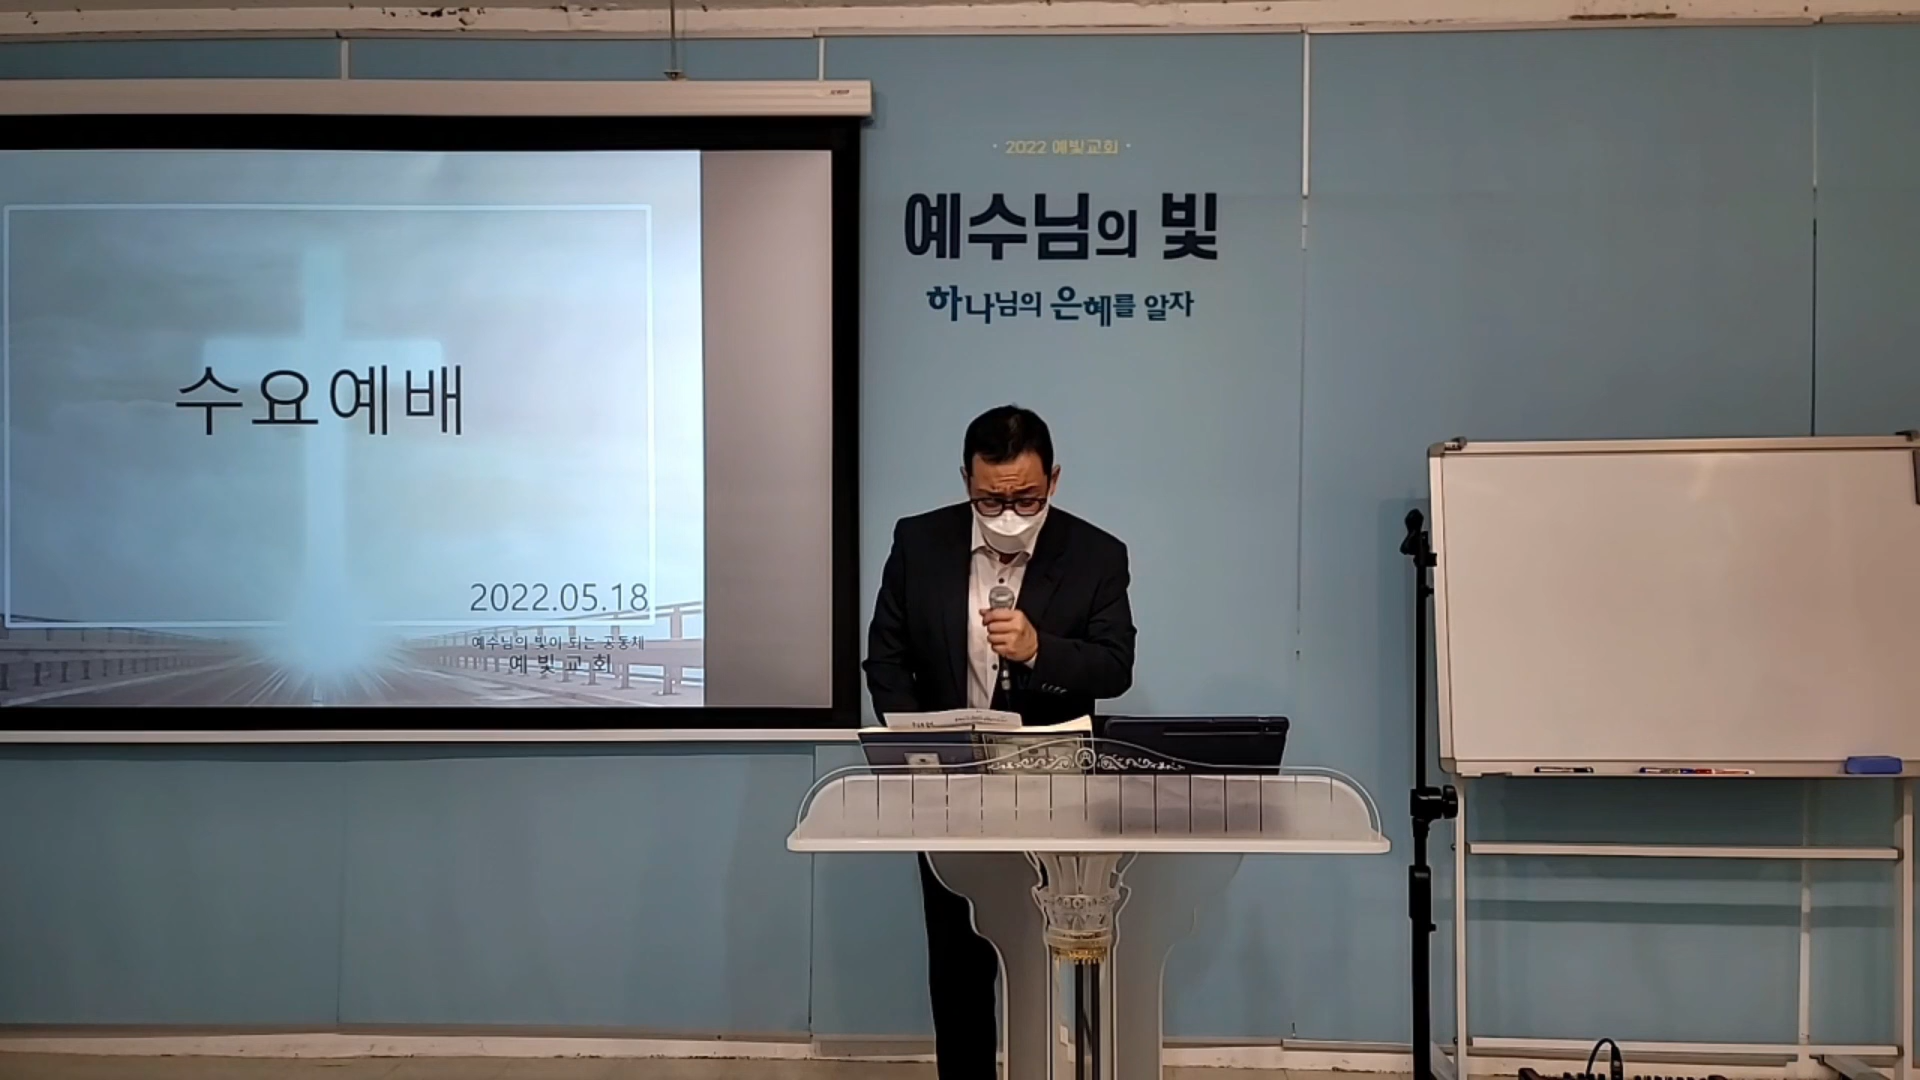 수요예배
2022.05.18
예수님의 빛이 되는 공동체
예빛교회
· 2022 예빛교회 ·
예수님의 빛
하나님의 은혜를 알자